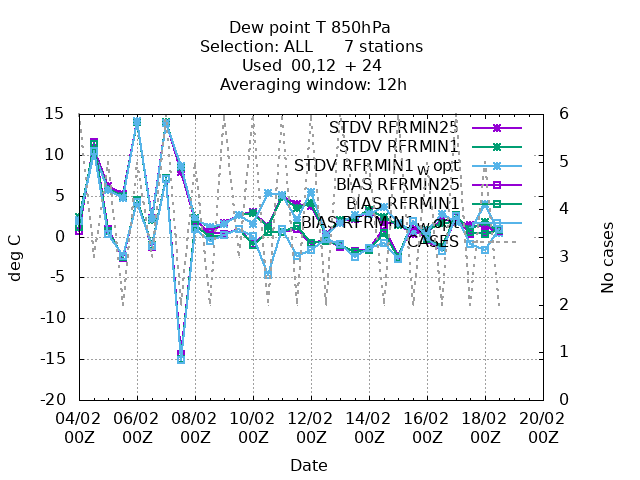 Dew point T 850hPa
Selection: ALL 7 stations
Used 00,12 + 24
Averaging window: 12h
STDV RFRMIN25
STDV RFRMIN1
STDV RFRMIN1_w_opt
BIAS RFRMIN25
BIAS RFRMIN1
BIAS RFRMIN1_w_opt
CASES
15
10
5
0
-5
-10
-15
-20
deg C
6
5
4
3
2
1
0
No cases
04/02 06/02 08/02 10/02 12/02 14/02 16/02 18/02 20/02
00Z 00Z 00Z 00Z 00Z 00Z 00Z 00Z 00Z
Date